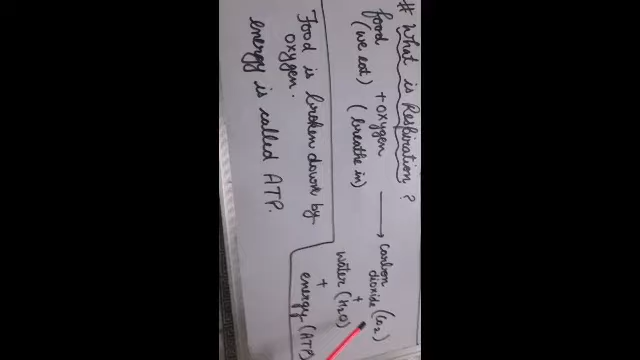 # What is Respiration?
food + oxygen ⟶ carbon dioxide (CO2)
(we eat) (breathe in) +
water (H2O)
+
energy (ATP)
Food is broken down by
oxygen.
energy is called ATP.